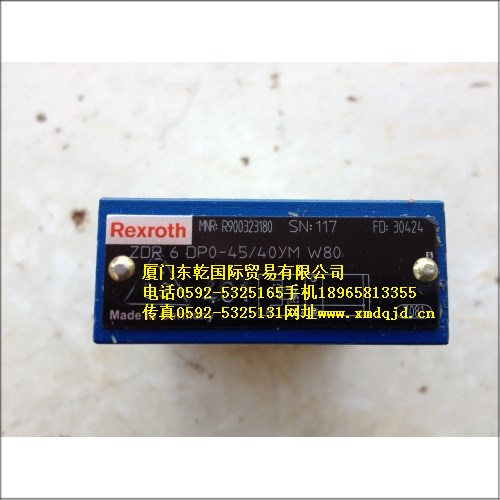 Rexroth MNR: R900323180 SN: 117 FD: 30424
ZDR 6 DP0-45/40YM W80
厦门东乾国际贸易有限公司
电话0592-5325165手机18965813355
传真0592-5325131网址www.xmdqjd.cn
Made